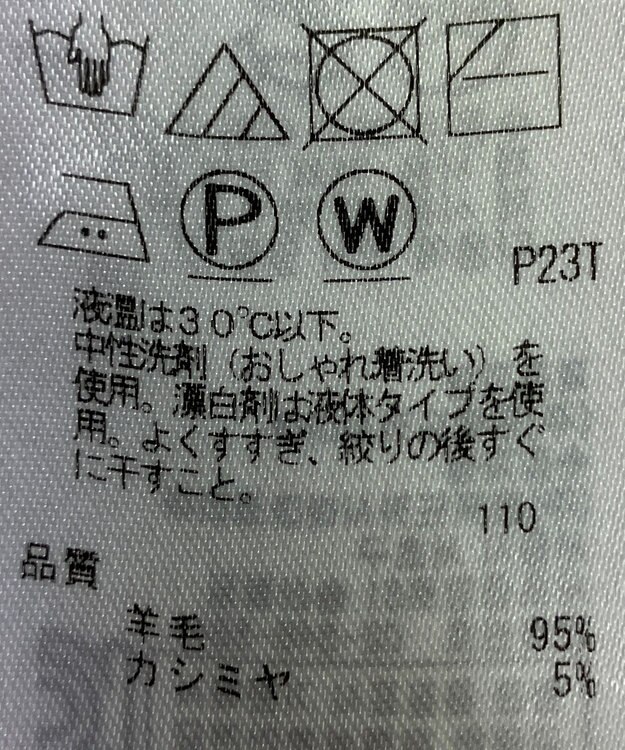 P W
P23T
液温は30℃以下。
中性洗剤（おしゃれ着洗い）を
使用。漂白剤は液体タイプを使
用。よくすすぎ、絞りの後すぐ
に干すこと。
110
品質
羊毛 95%
カシミヤ 5%